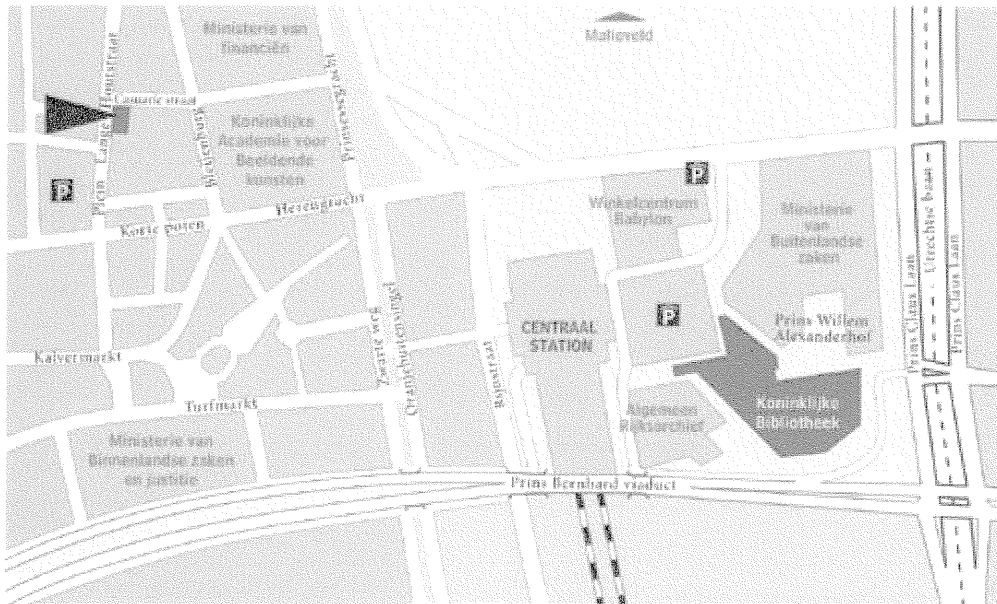 Ministerie van
financiën
Malieveld
Lange Houtstraat
Casuarie straat
Prinsessegracht
Koninklijke
Academie voor
Beeldende
kunsten
Bleijenburg
P
Plein
Korte poten
Herengracht
P
Winkelcentrum
Babylon
Ministerie
van
Buitenlandse
zaken
Utrechtse baan
Prins Claus Laan
Prins Claus Laan
P
Prins Willem
Alexanderhof
CENTRAAL
STATION
Zwarte weg
Oranjebuitensingel
Rijnstraat
Kalvermarkt
Turfmarkt
Koninklijke
Bibliotheek
Algemeen
Rijksarchief
Ministerie van
Binnenlandse zaken
en justitie
Prins Bernhard viaduct